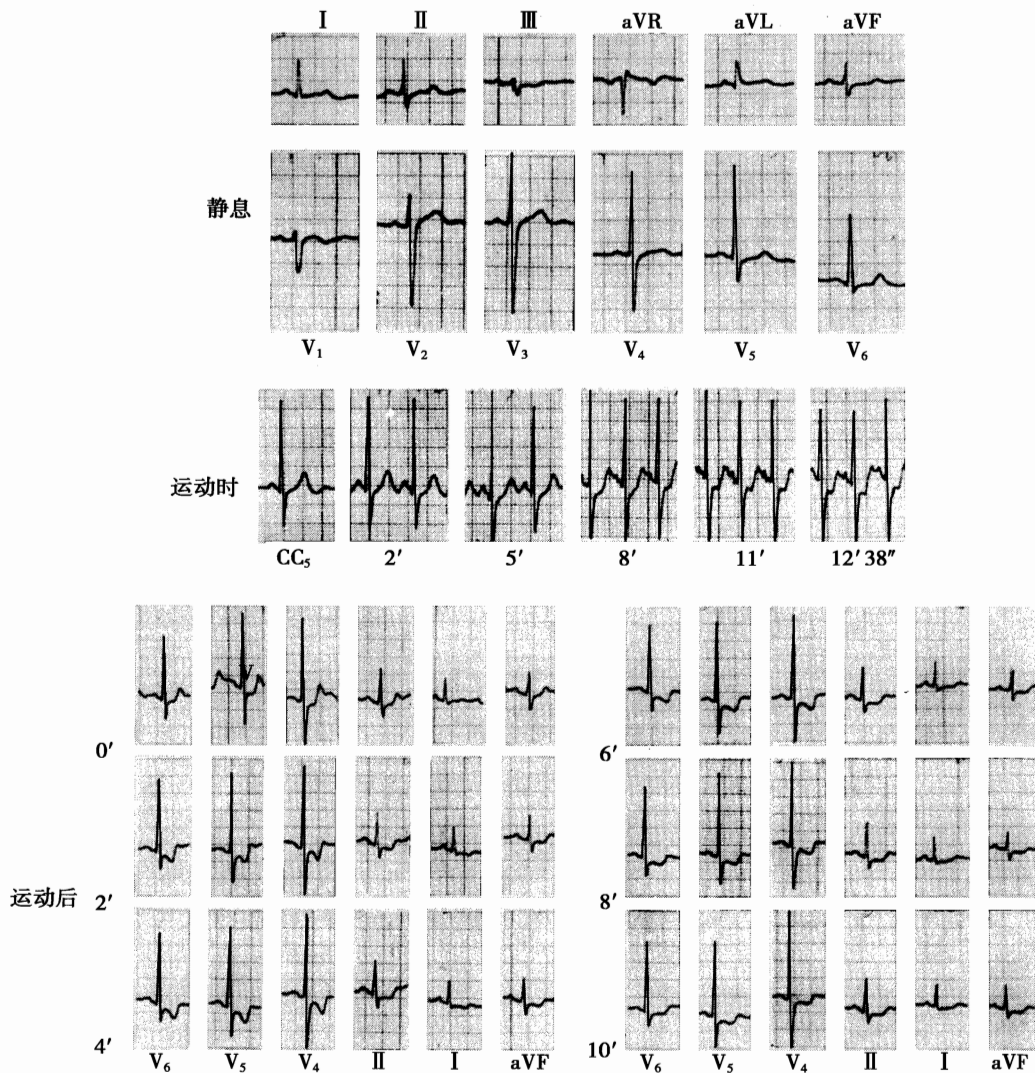 I II III aVR aVL aVF
静息
V₁ V₂ V₃ V₄ V₅ V₆
运动时
CC₅ 2′ 5′ 8′ 11′ 12′38″
0′ 6′
运动后 2′ 8′
4′ 10′
V₆ V₅ V₄ II I aVF V₆ V₅ V₄ II I aVF